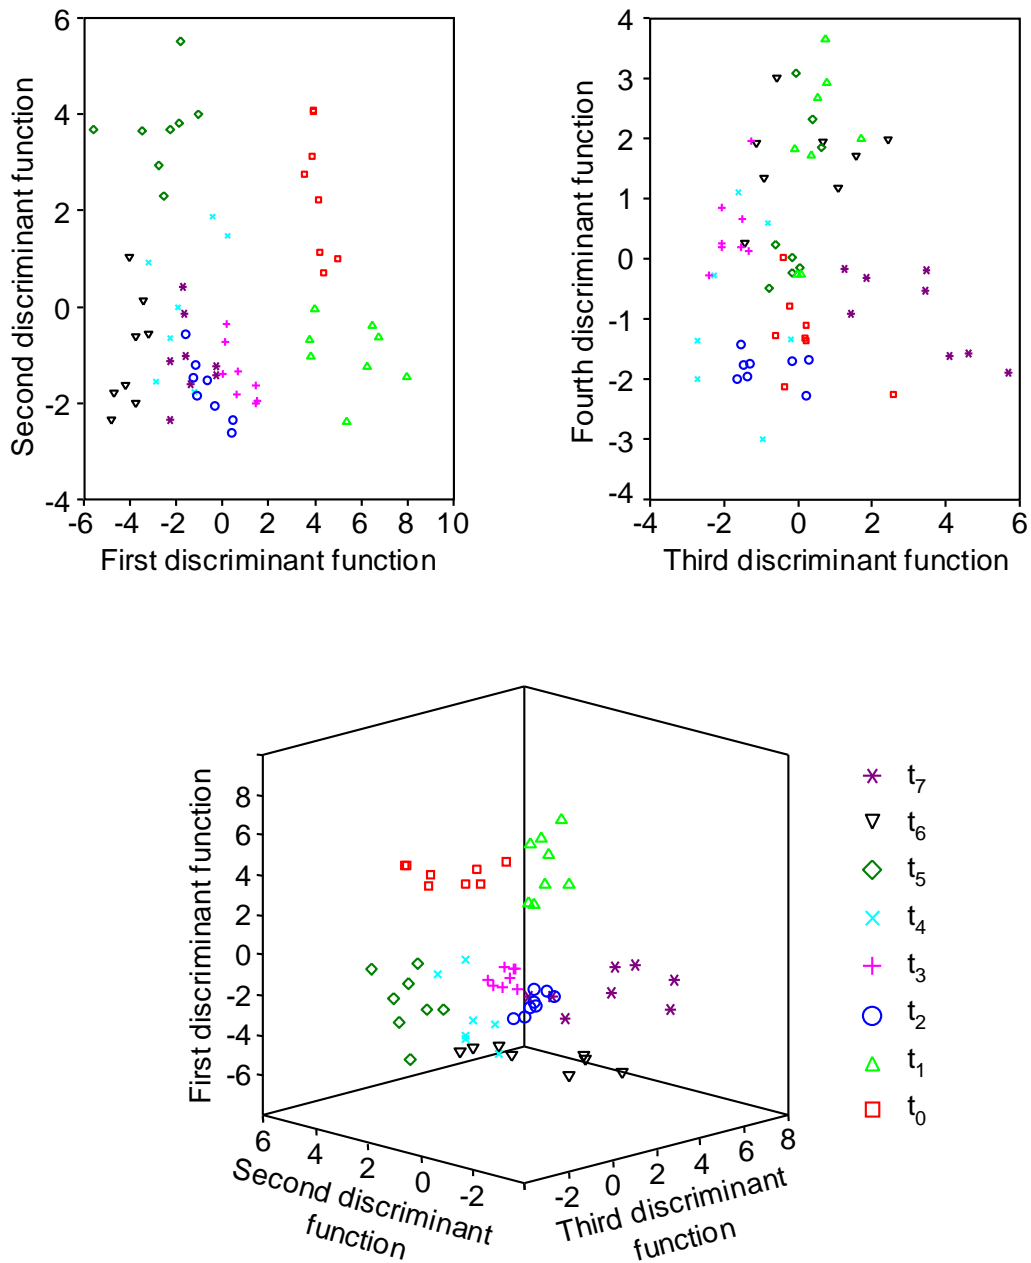 6
4
2
0
-2
-4
-6 -4 -2 0 2 4 6 8 10
First discriminant function
Second discriminant function
4
3
2
1
0
-1
-2
-3
-4
-4 -2 0 2 4 6
Third discriminant function
Fourth discriminant function
8
6
4
2
0
-2
-4
-6
First discriminant function
6 4 2 0 -2
Second discriminant
function
-2 0 2 4 6 8
Third discriminant
function
t7
t6
t5
t4
t3
t2
t1
t0